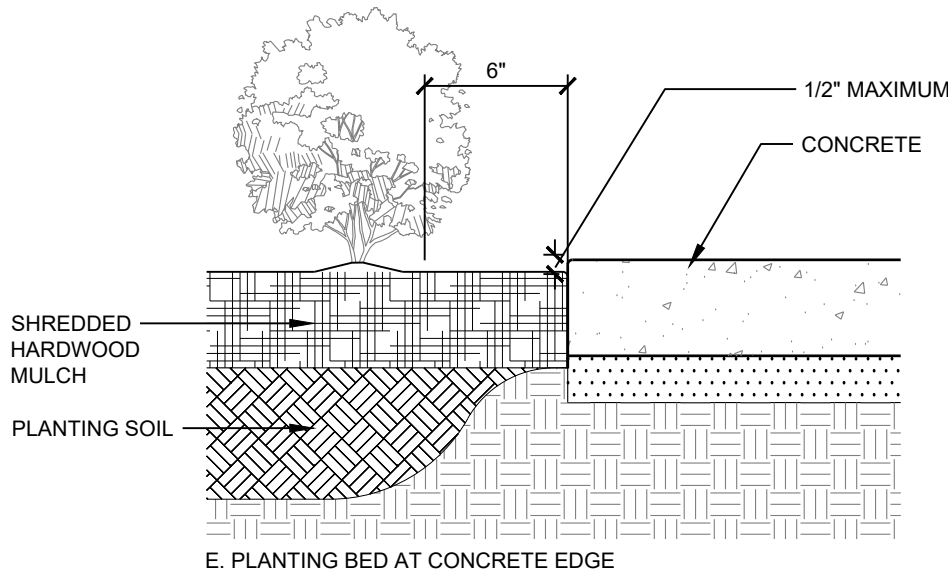 6"
1/2" MAXIMUM
CONCRETE
SHREDDED
HARDWOOD
MULCH
PLANTING SOIL
E. PLANTING BED AT CONCRETE EDGE